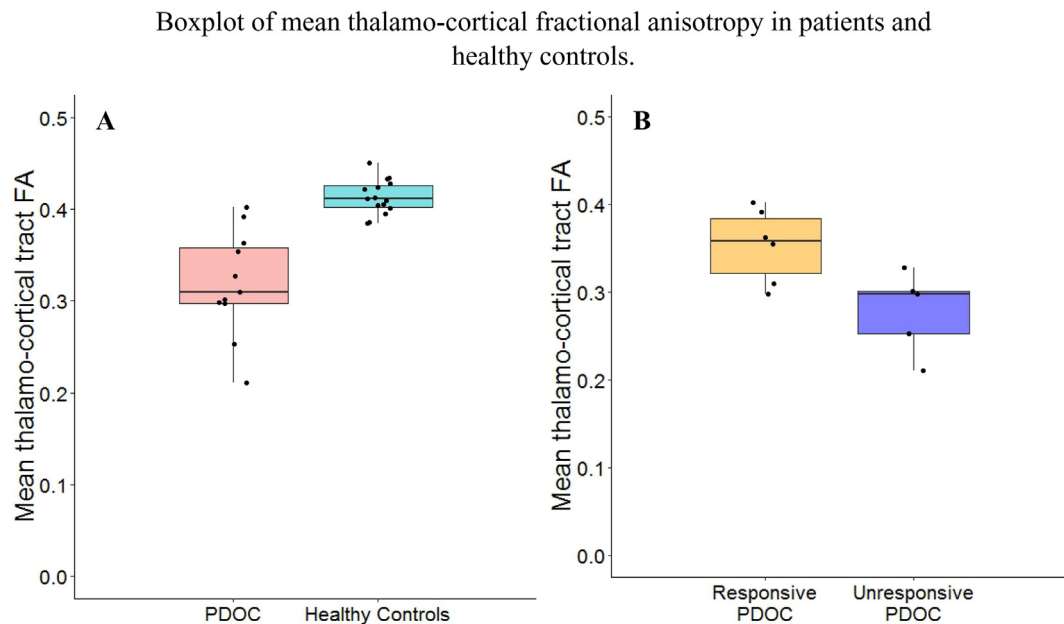 Boxplot of mean thalamo-cortical fractional anisotropy in patients and
healthy controls.
A
Mean thalamo-cortical tract FA
0.5
0.4
0.3
0.2
0.1
0.0
PDOC
Healthy Controls
B
Mean thalamo-cortical tract FA
0.5
0.4
0.3
0.2
0.1
0.0
Responsive
PDOC
Unresponsive
PDOC